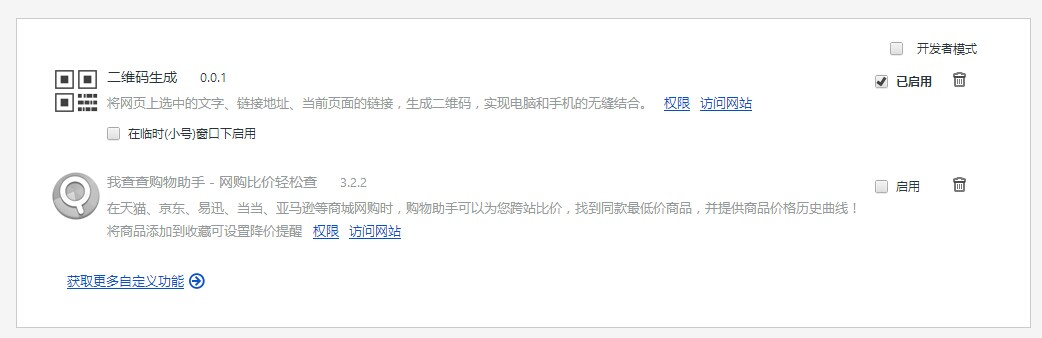 开发者模式
二维码生成 0.0.1 已启用
将网页上选中的文字、链接地址、当前页面的链接，生成二维码，实现电脑和手机的无缝结合。 权限 访问网站
在临时(小号)窗口下启用
我查查购物助手 - 网购比价轻松查 3.2.2 启用
在天猫、京东、易迅、当当、亚马逊等商城网购时，购物助手可以为您跨站比价，找到同款最低价商品，并提供商品价格历史曲线！
将商品添加到收藏可设置降价提醒 权限 访问网站
获取更多自定义功能